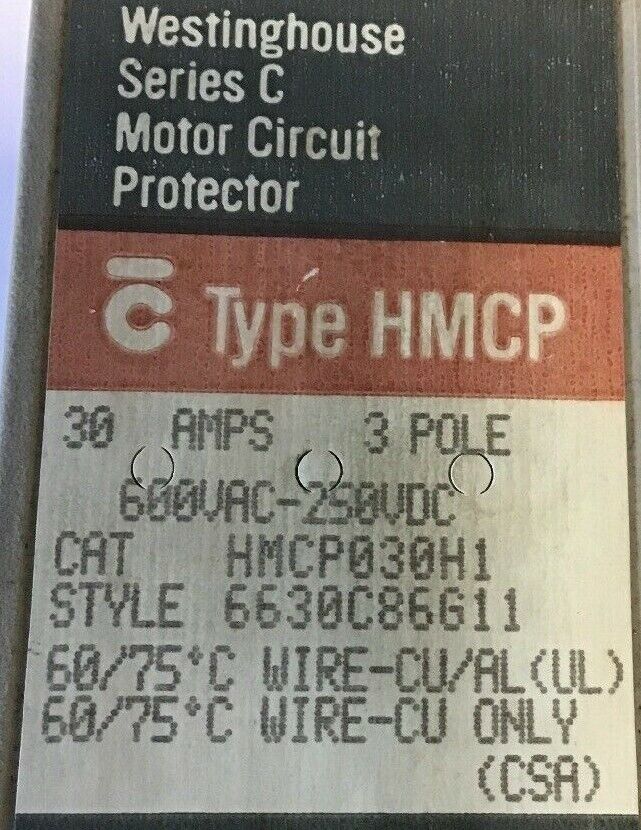 Westinghouse
Series C
Motor Circuit
Protector
C Type HMCP
30 AMPS 3 POLE
600VAC-250VDC
CAT HMCP030H1
STYLE 6630C86G11
60/75°C WIRE-CU/AL(UL)
60/75°C WIRE-CU ONLY
(CSA)